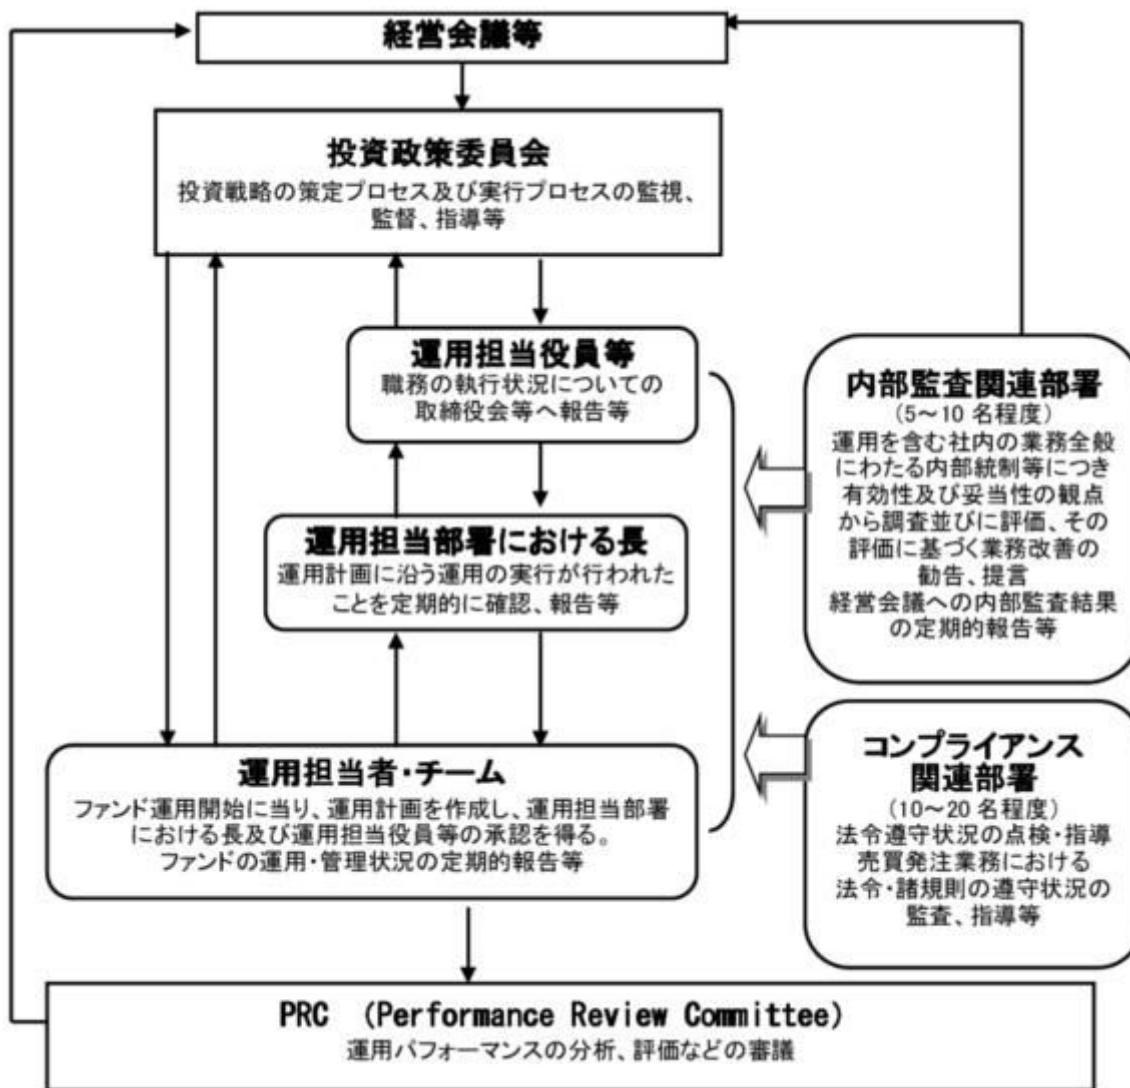 経営会議等
投資政策委員会
投資戦略の策定プロセス及び実行プロセスの監視、
監督、指導等
運用担当役員等
職務の執行状況についての
取締役会等へ報告等
運用担当部署における長
運用計画に沿う運用の実行が行われた
ことを定期的に確認、報告等
運用担当者・チーム
ファンド運用開始に当り、運用計画を作成し、運用担当部署
における長及び運用担当役員等の承認を得る。
ファンドの運用・管理状況の定期的報告等
内部監査関連部署
(5～10 名程度)
運用を含む社内の業務全般
にわたる内部統制等につき
有効性及び妥当性の観点
から調査並びに評価、その
評価に基づく業務改善の
勧告、提言
経営会議への内部監査結果
の定期的報告等
コンプライアンス
関連部署
(10～20 名程度)
法令遵守状況の点検・指導
売買発注業務における
法令・諸規則の遵守状況の
監査、指導等
PRC （Performance Review Committee）
運用パフォーマンスの分析、評価などの審議